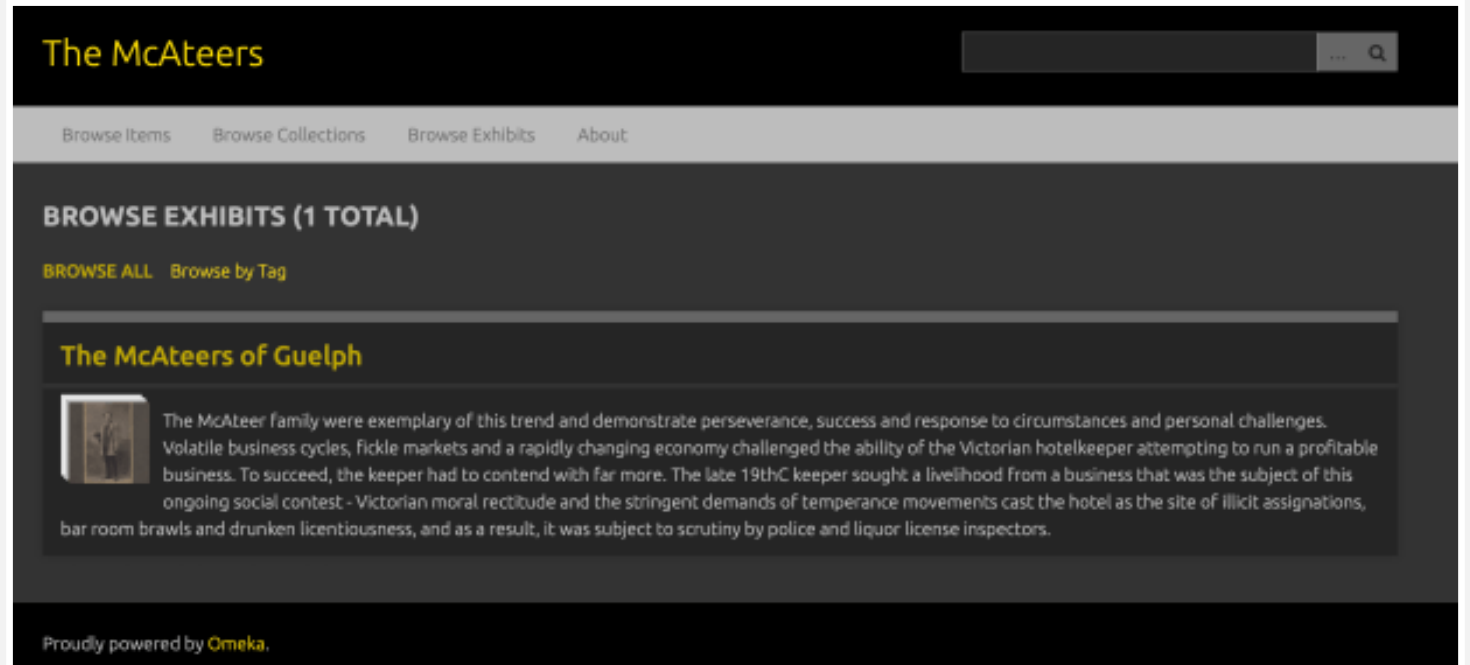 The McAteers
...
Browse Items Browse Collections Browse Exhibits About
BROWSE EXHIBITS (1 TOTAL)
BROWSE ALL Browse by Tag
The McAteers of Guelph
The McAteer family were exemplary of this trend and demonstrate perseverance, success and response to circumstances and personal challenges.
Volatile business cycles, fickle markets and a rapidly changing economy challenged the ability of the Victorian hotelkeeper attempting to run a profitable
business. To succeed, the keeper had to contend with far more. The late 19thC keeper sought a livelihood from a business that was the subject of this
ongoing social contest - Victorian moral rectitude and the stringent demands of temperance movements cast the hotel as the site of illicit assignations,
bar room brawls and drunken licentiousness, and as a result, it was subject to scrutiny by police and liquor license inspectors.
Proudly powered by Omeka.